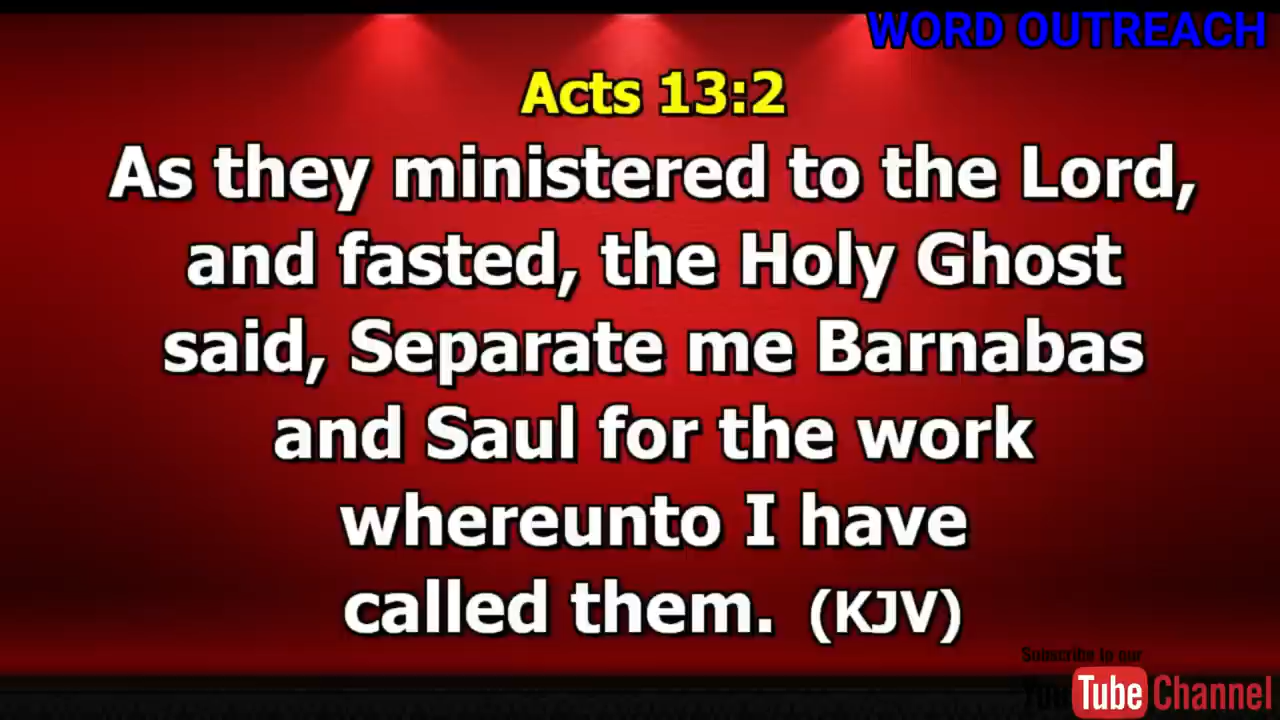 WORD OUTREACH
Acts 13:2
As they ministered to the Lord,
and fasted, the Holy Ghost
said, Separate me Barnabas
and Saul for the work
whereunto I have
called them. (KJV)
Subscribe to our
YouTube Channel